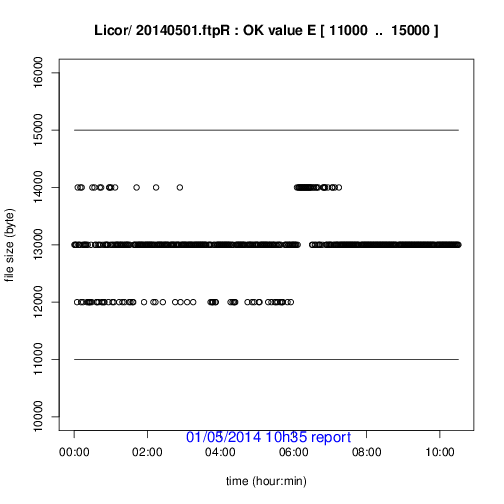 Licor/ 20140501.ftpR : OK value E [ 11000 .. 15000 ]
16000
15000
14000
13000
12000
11000
10000
file size (byte)
01/05/2014 10h35 report
00:00 02:00 04:00 06:00 08:00 10:00
time (hour:min)